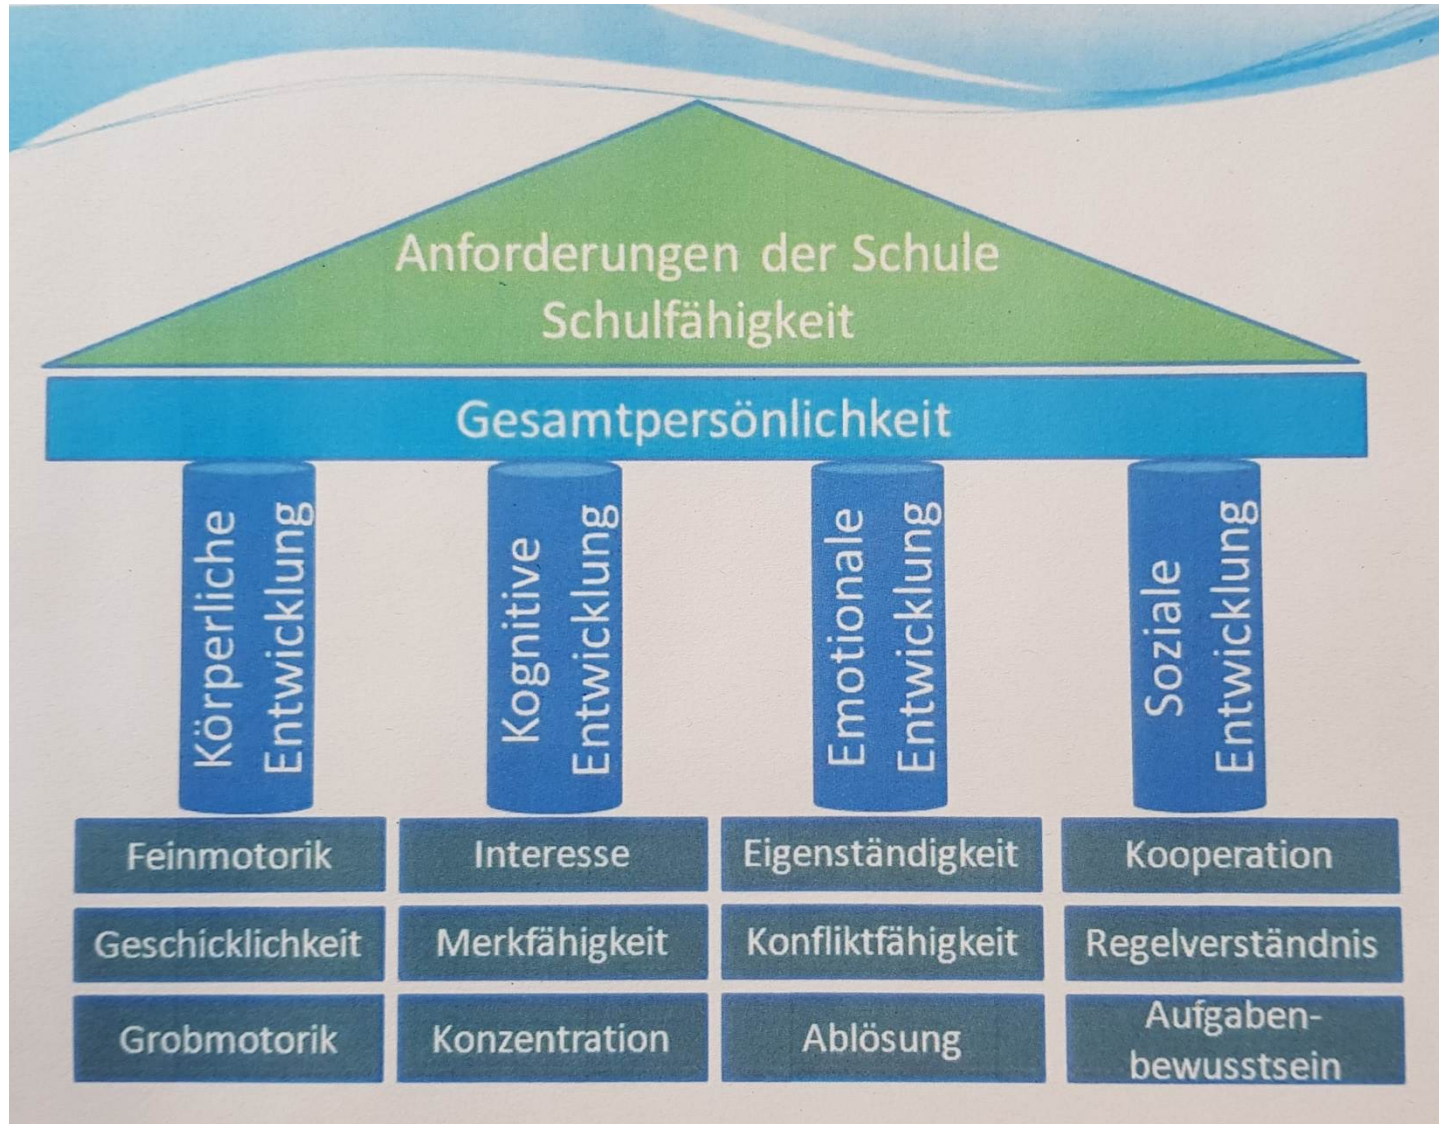 Anforderungen der Schule
Schulfähigkeit
Gesamtpersönlichkeit
Körperliche
Entwicklung
Kognitive
Entwicklung
Emotionale
Entwicklung
Soziale
Entwicklung
Feinmotorik
Interesse
Eigenständigkeit
Kooperation
Geschicklichkeit
Merkfähigkeit
Konfliktfähigkeit
Regelverständnis
Grobmotorik
Konzentration
Ablösung
Aufgaben-
bewusstsein